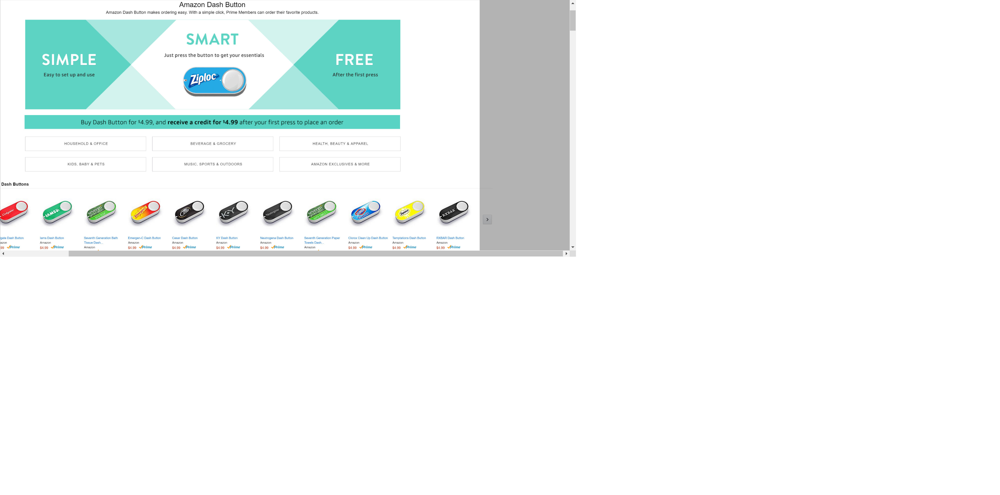 Amazon Dash Button
Amazon Dash Button makes ordering easy. With a simple click, Prime Members can order their favorite products.
SMART
Just press the button to get your essentials
SIMPLE
Easy to set up and use
FREE
After the first press
Ziploc
Buy Dash Button for $4.99, and receive a credit for $4.99 after your first press to place an order
HOUSEHOLD & OFFICE
BEVERAGE & GROCERY
HEALTH, BEAUTY & APPAREL
KIDS, BABY & PETS
MUSIC, SPORTS & OUTDOORS
AMAZON EXCLUSIVES & MORE
Dash Buttons
Colgate
IAMS
seventh generation
BATH TISSUE
Emergen-C
Cesar
K-Y
Neutrogena
seventh generation
PAPER TOWELS
CLOROX
CLEAN-UP
Temptations
RXBAR
lgate Dash Button
azon
99 Prime
Iams Dash Button
Amazon
$4.99 Prime
Seventh Generation Bath
Tissue Dash...
Amazon
Emergen-C Dash Button
Amazon
$4.99 Prime
Cesar Dash Button
Amazon
$4.99 Prime
KY Dash Button
Amazon
$4.99 Prime
Neutrogena Dash Button
Amazon
$4.99 Prime
Seventh Generation Paper
Towels Dash...
Amazon
Clorox Clean Up Dash Button
Amazon
$4.99 Prime
Temptations Dash Button
Amazon
$4.99 Prime
RXBAR Dash Button
Amazon
$4.99 Prime